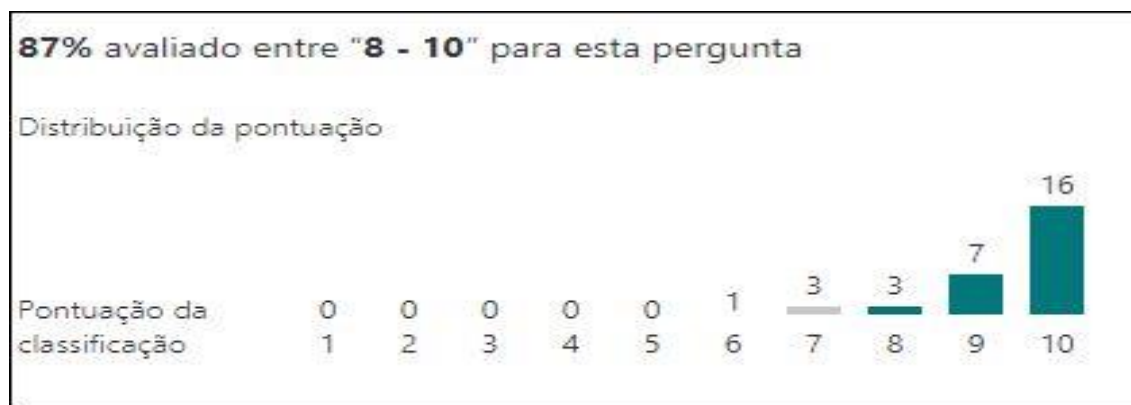 87% avaliado entre "8 - 10" para esta pergunta
Distribuição da pontuação
16
7
3 3
1
Pontuação da 0 0 0 0 0
classificação 1 2 3 4 5 6 7 8 9 10